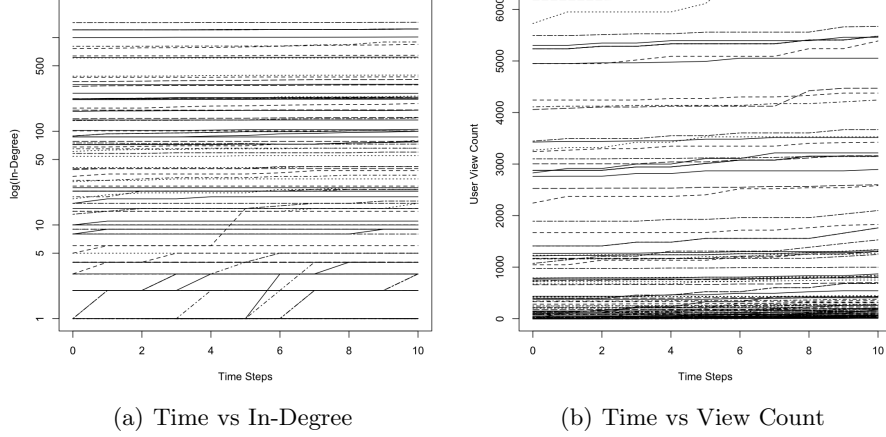 500
100
50
10
5
1
log(In-Degree)
0 2 4 6 8 10
Time Steps
(a) Time vs In-Degree
6000
5000
4000
3000
2000
1000
0
User View Count
0 2 4 6 8 10
Time Steps
(b) Time vs View Count